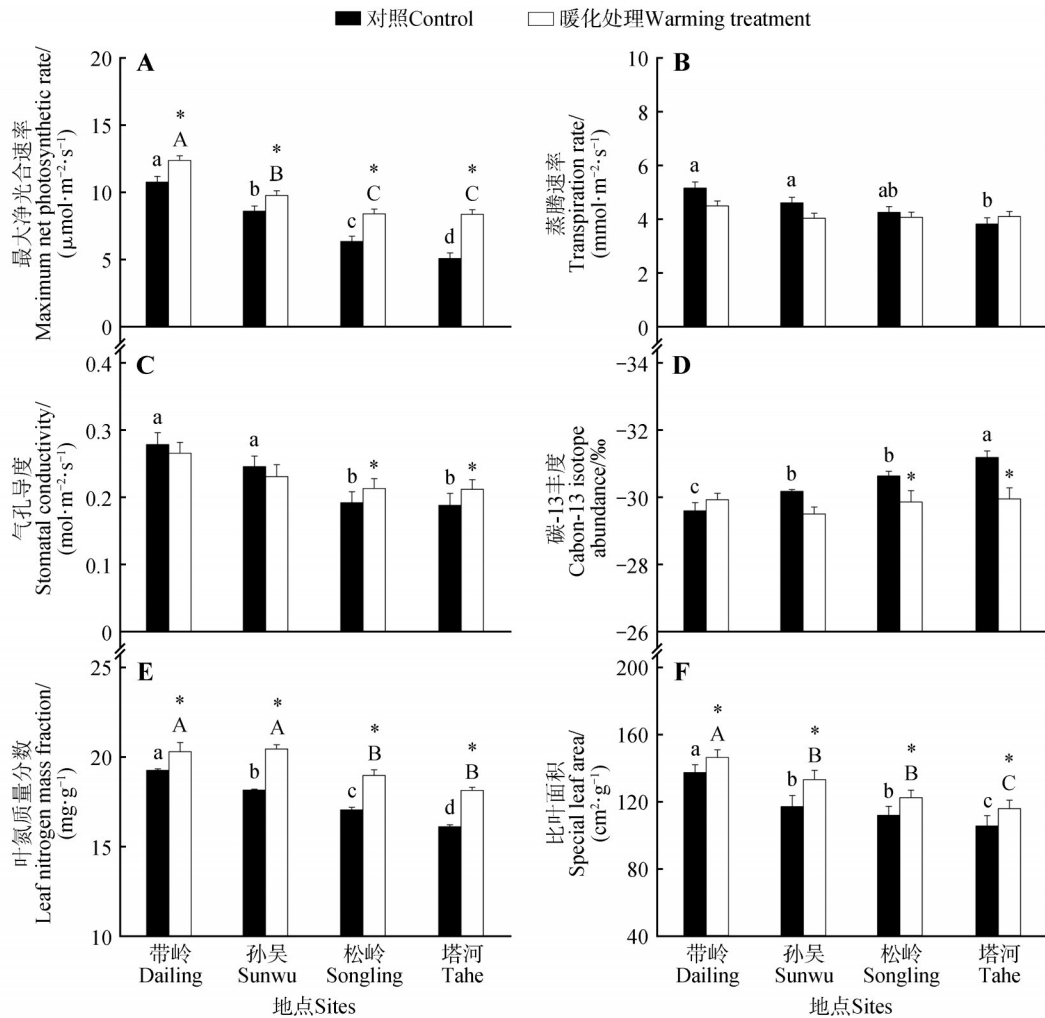 对照Control 暖化处理Warming treatment
A
最大净光合速率
Maximum net photosynthetic rate/
(μmol·m⁻²·s⁻¹)
20
15
10
5
0
a
*
A
b
*
B
c
*
C
d
*
C
B
蒸腾速率
Transpiration rate/
(mmol·m⁻²·s⁻¹)
10
8
6
4
2
0
a
a
ab
b
C
气孔导度
Stomatal conductivity/
(mol·m⁻²·s⁻¹)
0.4
0.3
0.2
0.1
0
a
a
b
*
b
*
D
碳-13丰度
Cabon-13 isotope
abundance/‰
−34
−32
−30
−28
−26
c
b
b
*
a
*
E
叶氮质量分数
Leaf nitrogen mass fraction/
(mg·g⁻¹)
25
20
15
10
a
*
A
b
*
A
c
*
B
d
*
B
带岭 孙吴 松岭 塔河
Dailing Sunwu Songling Tahe
地点Sites
F
比叶面积
Special leaf area/
(cm²·g⁻¹)
200
160
120
80
40
a
*
A
b
*
B
b
*
B
c
*
C
带岭 孙吴 松岭 塔河
Dailing Sunwu Songling Tahe
地点Sites